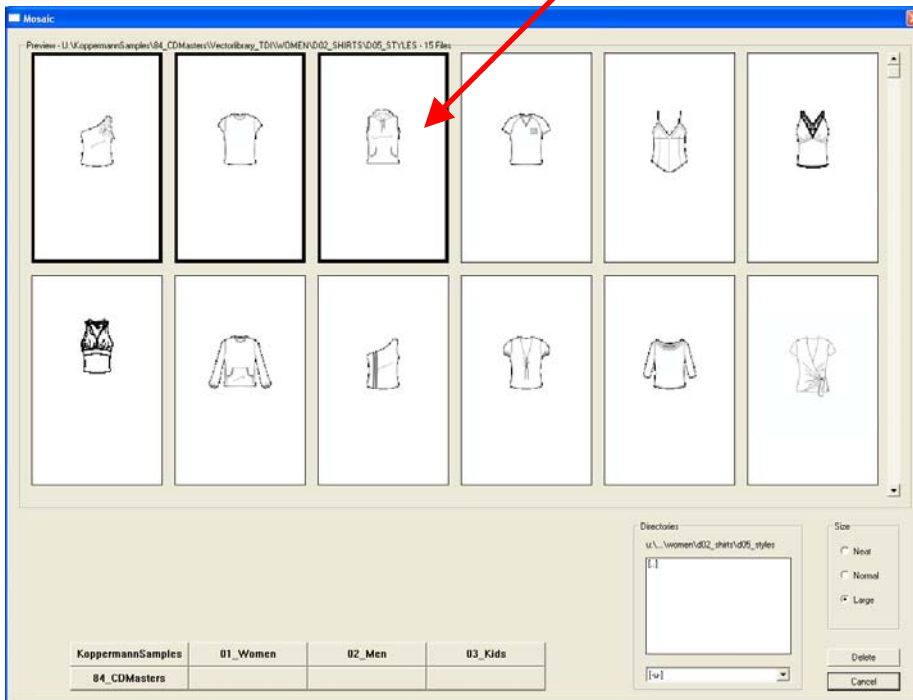 Mosaic
Preview - U:\KoppermannSamples\84_CDMasters\Vectorlibrary_TDI\WOMEN\D02_SHIRTS\D05_STYLES - 15 Files
Directories
u:\...\women\d02_shirts\d05_styles
[..]
[-u-]
Size
Neat
Normal
Large
KoppermannSamples 01_Women 02_Men 03_Kids
84_CDMasters
Delete
Cancel